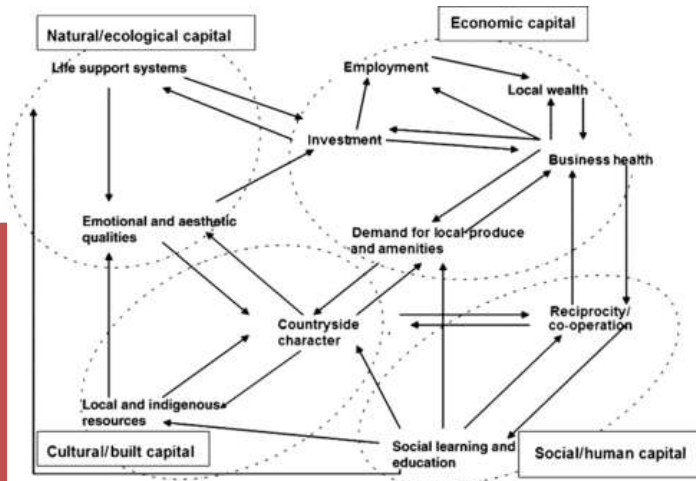 Natural/ecological capital
Economic capital
Life support systems
Employment
Local wealth
Investment
Business health
Emotional and aesthetic
qualities
Demand for local produce
and amenities
Countryside
character
Reciprocity/
co-operation
Local and indigenous
resources
Cultural/built capital
Social learning and
education
Social/human capital